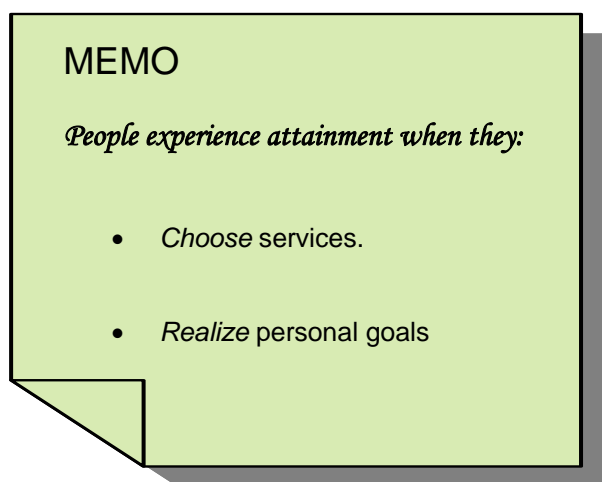 MEMO
People experience attainment when they:
• Choose services.
• Realize personal goals